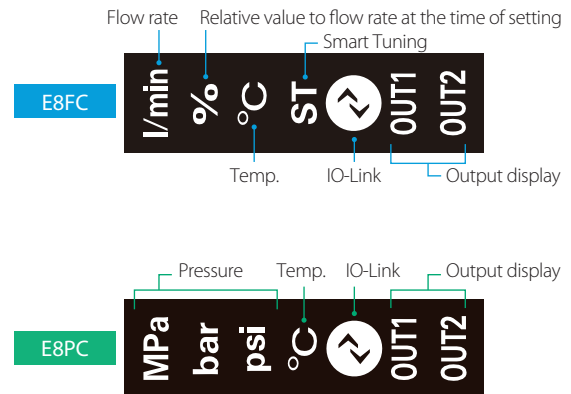 Flow rate
Relative value to flow rate at the time of setting
Smart Tuning
E8FC
l/min
%
°C
ST
OUT1
OUT2
Temp.
IO-Link
Output display
Pressure
Temp.
IO-Link
Output display
E8PC
MPa
bar
psi
°C
OUT1
OUT2